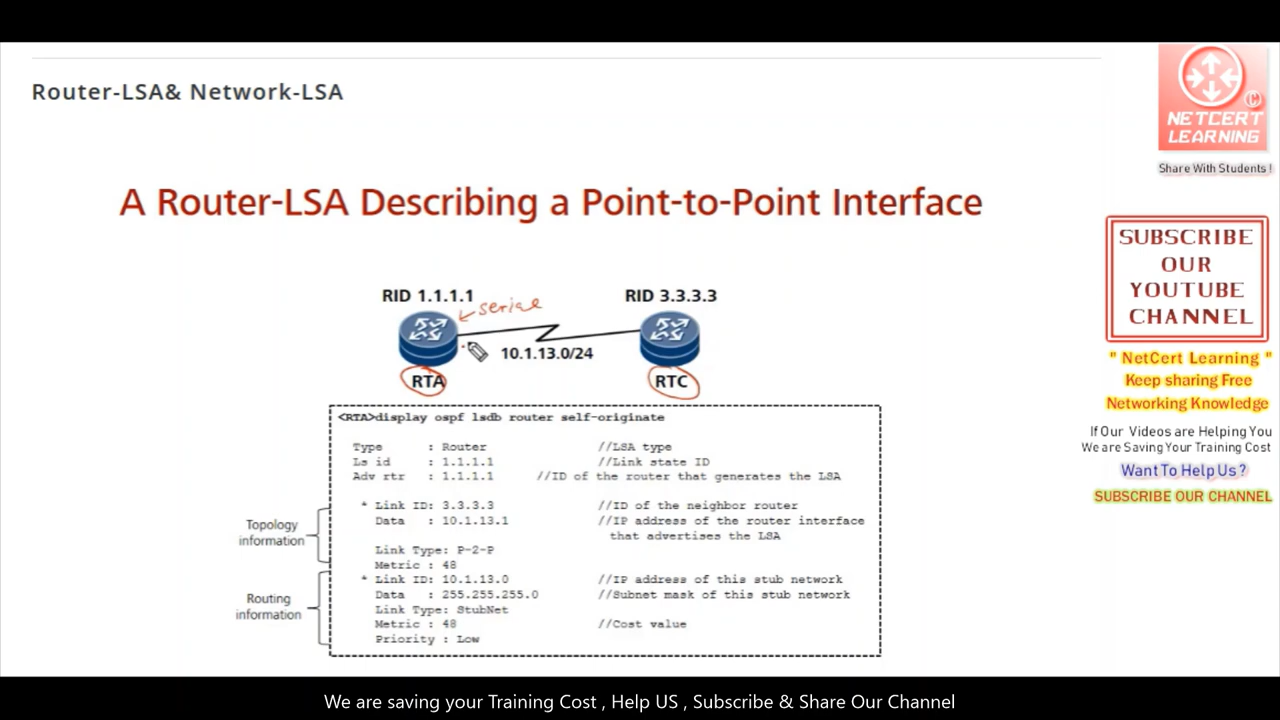 Router-LSA& Network-LSA
A Router-LSA Describing a Point-to-Point Interface
RID 1.1.1.1
RID 3.3.3.3
serial
10.1.13.0/24
RTA
RTC
<RTA>display ospf lsdb router self-originate
Type : Router //LSA type
Ls id : 1.1.1.1 //Link state ID
Adv rtr : 1.1.1.1 //ID of the router that generates the LSA
* Link ID: 3.3.3.3 //ID of the neighbor router
Data : 10.1.13.1 //IP address of the router interface
that advertises the LSA
Link Type: P-2-P
Metric : 48
* Link ID: 10.1.13.0 //IP address of this stub network
Data : 255.255.255.0 //Subnet mask of this stub network
Link Type: StubNet
Metric : 48 //Cost value
Priority : Low
Topology
information
Routing
information
NETCERT
LEARNING
©
Share With Students !
SUBSCRIBE
OUR
YOUTUBE
CHANNEL
" NetCert Learning "
Keep sharing Free
Networking Knowledge
If Our Videos are Helping You
We are Saving Your Training Cost
Want To Help Us ?
SUBSCRIBE OUR CHANNEL
We are saving your Training Cost , Help US , Subscribe & Share Our Channel